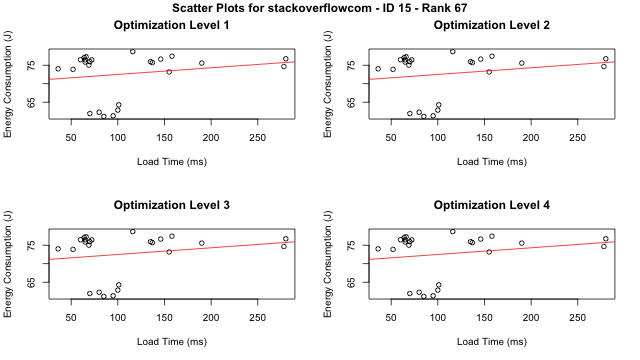 Scatter Plots for stackoverflowcom - ID 15 - Rank 67
Optimization Level 1
Energy Consumption (J)
75
65
50 100 150 200 250
Load Time (ms)
Optimization Level 2
Energy Consumption (J)
75
65
50 100 150 200 250
Load Time (ms)
Optimization Level 3
Energy Consumption (J)
75
65
50 100 150 200 250
Load Time (ms)
Optimization Level 4
Energy Consumption (J)
75
65
50 100 150 200 250
Load Time (ms)